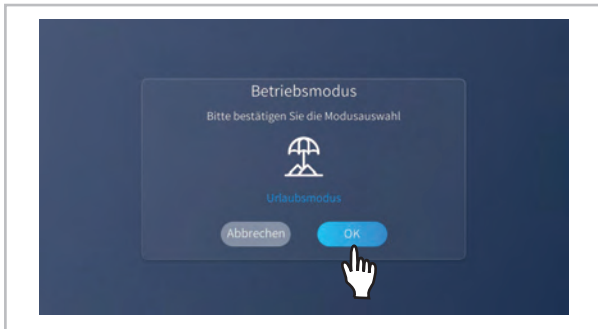 Betriebsmodus
Bitte bestätigen Sie die Modusauswahl
Urlaubsmodus
Abbrechen OK